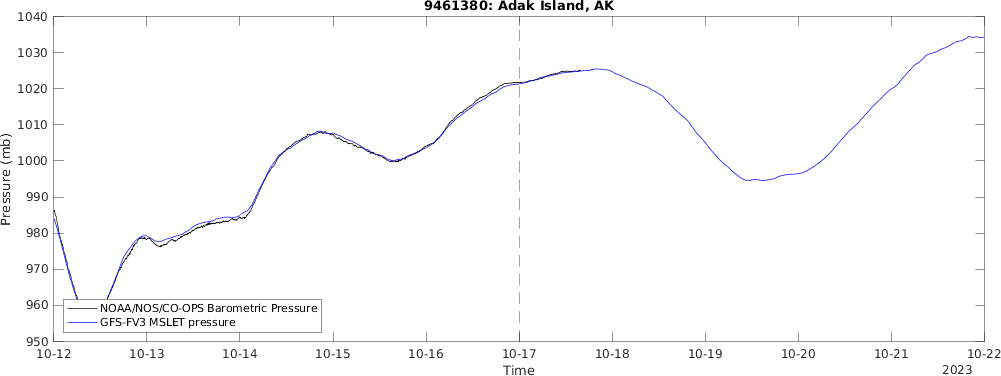 9461380: Adak Island, AK
1040
1030
1020
1010
1000
990
980
970
960
950
Pressure (mb)
NOAA/NOS/CO-OPS Barometric Pressure
GFS-FV3 MSLET pressure
10-12 10-13 10-14 10-15 10-16 10-17 10-18 10-19 10-20 10-21 10-22
Time
2023